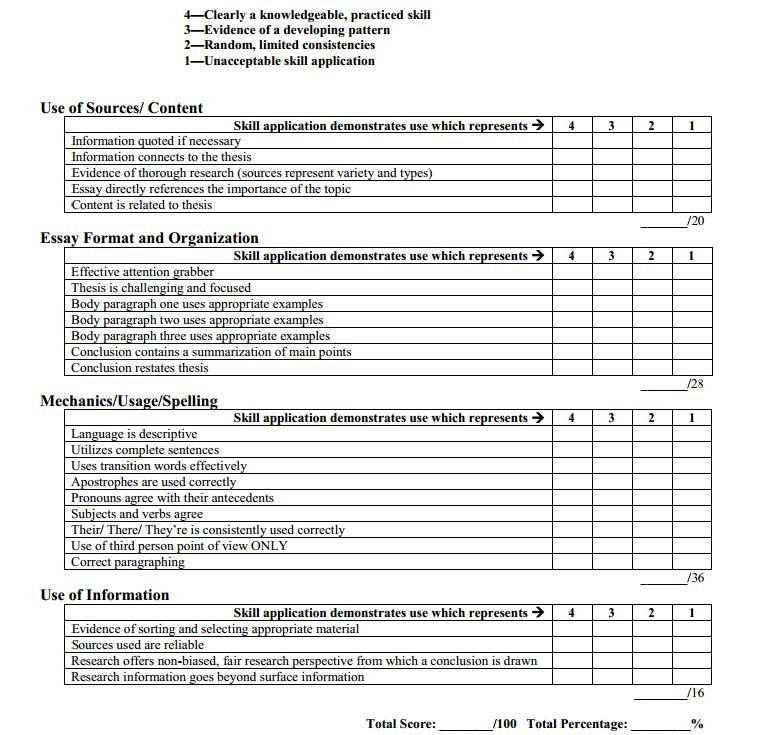 4—Clearly a knowledgeable, practiced skill
3—Evidence of a developing pattern
2—Random, limited consistencies
1—Unacceptable skill application
Use of Sources/ Content
Skill application demonstrates use which represents → 4 3 2 1
Information quoted if necessary
Information connects to the thesis
Evidence of thorough research (sources represent variety and types)
Essay directly references the importance of the topic
Content is related to thesis
_______/20
Essay Format and Organization
Skill application demonstrates use which represents → 4 3 2 1
Effective attention grabber
Thesis is challenging and focused
Body paragraph one uses appropriate examples
Body paragraph two uses appropriate examples
Body paragraph three uses appropriate examples
Conclusion contains a summarization of main points
Conclusion restates thesis
_______/28
Mechanics/Usage/Spelling
Skill application demonstrates use which represents → 4 3 2 1
Language is descriptive
Utilizes complete sentences
Uses transition words effectively
Apostrophes are used correctly
Pronouns agree with their antecedents
Subjects and verbs agree
Their/ There/ They're is consistently used correctly
Use of third person point of view ONLY
Correct paragraphing
_______/36
Use of Information
Skill application demonstrates use which represents → 4 3 2 1
Evidence of sorting and selecting appropriate material
Sources used are reliable
Research offers non-biased, fair research perspective from which a conclusion is drawn
Research information goes beyond surface information
________/16
Total Score: ________/100 Total Percentage: _________%